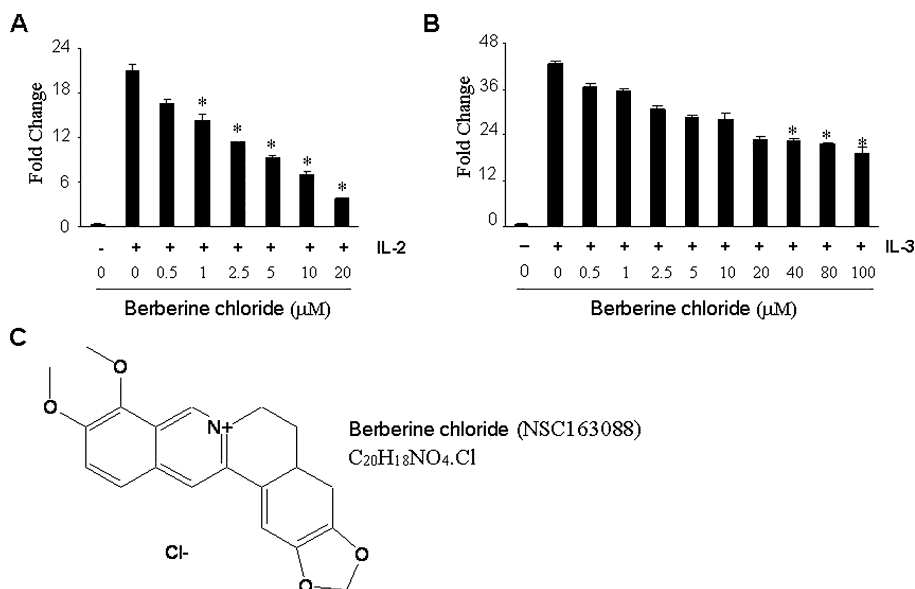 A
Fold Change
24
18
12
6
0
* * * * *
- + + + + + + + IL-2
0 0 0.5 1 2.5 5 10 20
Berberine chloride (μM)
B
Fold Change
48
36
24
12
0
* * *
– + + + + + + + + + + IL-3
0 0 0.5 1 2.5 5 10 20 40 80 100
Berberine chloride (μM)
C
O
O
N+
Berberine chloride (NSC163088)
C20H18NO4.Cl
Cl-
O
O